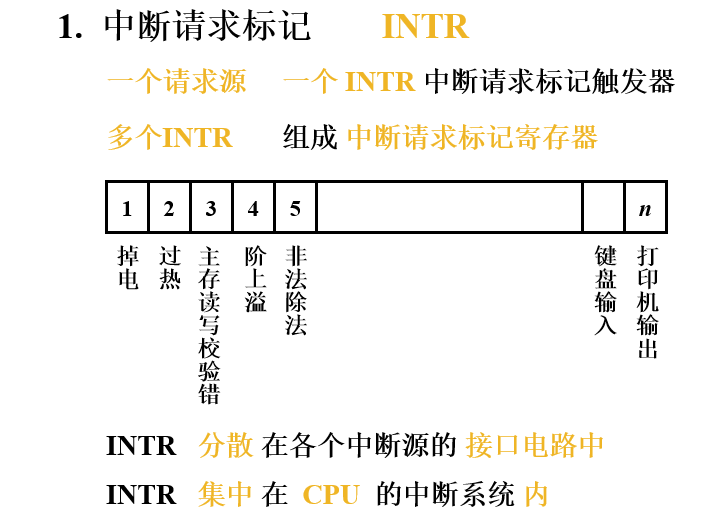 1. 中断请求标记 INTR
一个请求源 一个 INTR 中断请求标记触发器
多个INTR 组成 中断请求标记寄存器
1 2 3 4 5 n
掉电
过热
主存读写校验错
阶上溢
非法除法
键盘输入
打印机输出
INTR 分散 在各个中断源的 接口电路中
INTR 集中 在 CPU 的中断系统 内